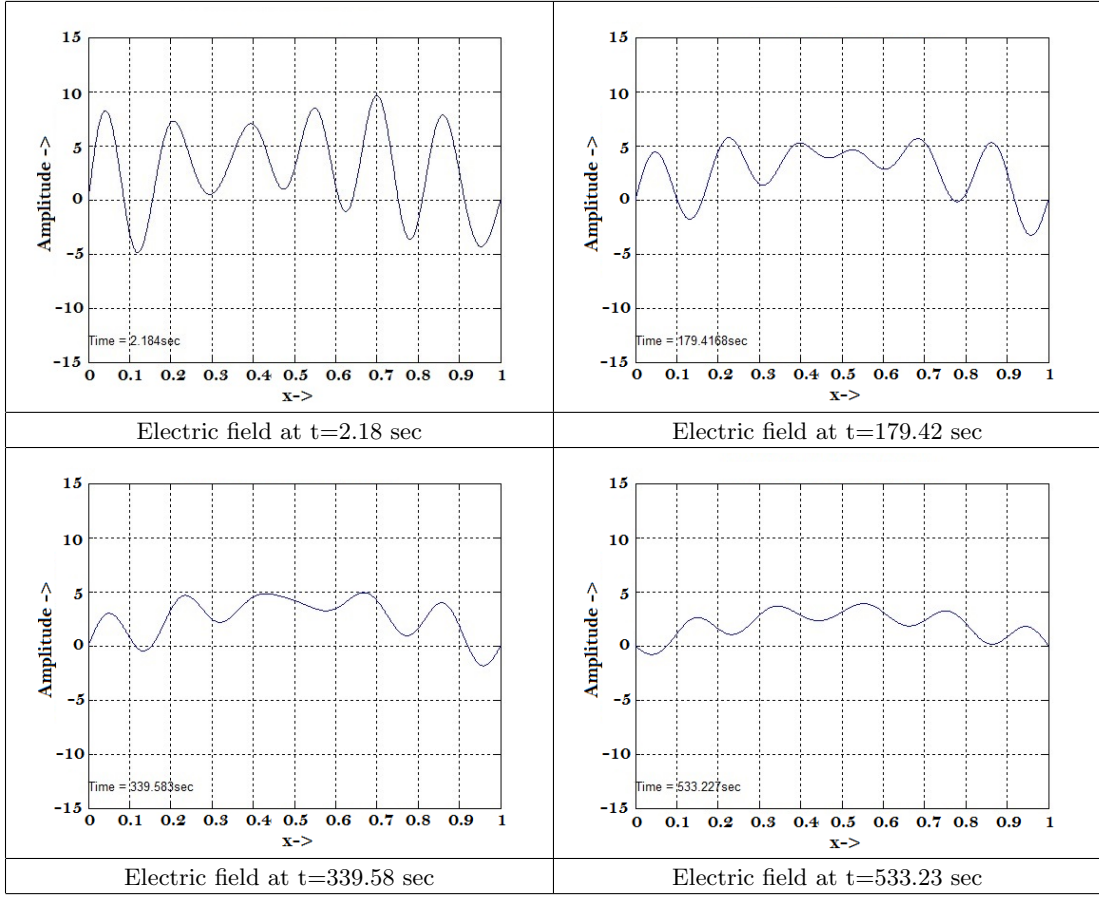 15
10
5
0
-5
-10
-15
Amplitude ->
Time = 2.184sec
0 0.1 0.2 0.3 0.4 0.5 0.6 0.7 0.8 0.9 1
x->
15
10
5
0
-5
-10
-15
Amplitude ->
Time = 179.4168sec
0 0.1 0.2 0.3 0.4 0.5 0.6 0.7 0.8 0.9 1
x->
Electric field at t=2.18 sec
Electric field at t=179.42 sec
15
10
5
0
-5
-10
-15
Amplitude ->
Time = 339.583sec
0 0.1 0.2 0.3 0.4 0.5 0.6 0.7 0.8 0.9 1
x->
15
10
5
0
-5
-10
-15
Amplitude ->
Time = 533.227sec
0 0.1 0.2 0.3 0.4 0.5 0.6 0.7 0.8 0.9 1
x->
Electric field at t=339.58 sec
Electric field at t=533.23 sec